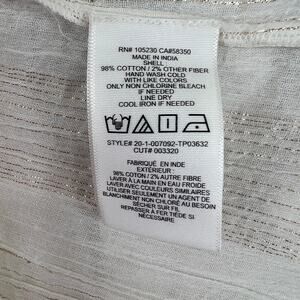 RN# 105230 CA#58350
MADE IN INDIA
SHELL
98% COTTON / 2% OTHER FIBER
HAND WASH COLD
WITH LIKE COLORS
ONLY NON CHLORINE BLEACH
IF NEEDED
LINE DRY
COOL IRON IF NEEDED
STYLE# 20-1-007092-TP03632
CUT# 003320
FABRIQUÉ EN INDE
EXTÉRIEUR :
98% COTON / 2% AUTRE FIBRE
LAVER À LA MAIN EN EAU FROIDE
LAVER AVEC COULEURS SIMILAIRES
UTILISER SEULEMENT UN AGENT DE
BLANCHIMENT NON CHLORÉ AU BESOIN
SÉCHER SUR FIL
REPASSER À FER TIÈDE SI
NÉCESSAIRE